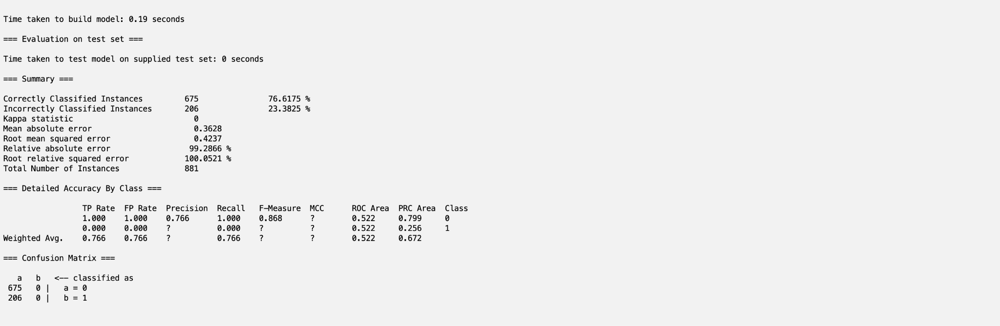 Time taken to build model: 0.19 seconds
=== Evaluation on test set ===
Time taken to test model on supplied test set: 0 seconds
=== Summary ===
Correctly Classified Instances         675               76.6175 %
Incorrectly Classified Instances       206               23.3825 %
Kappa statistic                          0
Mean absolute error                      0.3628
Root mean squared error                  0.4237
Relative absolute error                 99.2866 %
Root relative squared error            100.0521 %
Total Number of Instances              881
=== Detailed Accuracy By Class ===
                 TP Rate  FP Rate  Precision  Recall   F-Measure  MCC      ROC Area  PRC Area  Class
                 1.000    1.000    0.766      1.000    0.868      ?        0.522     0.799     0
                 0.000    0.000    ?          0.000    ?          ?        0.522     0.256     1
Weighted Avg.    0.766    0.766    ?          0.766    ?          ?        0.522     0.672
=== Confusion Matrix ===
   a   b   <-- classified as
 675   0 |   a = 0
 206   0 |   b = 1